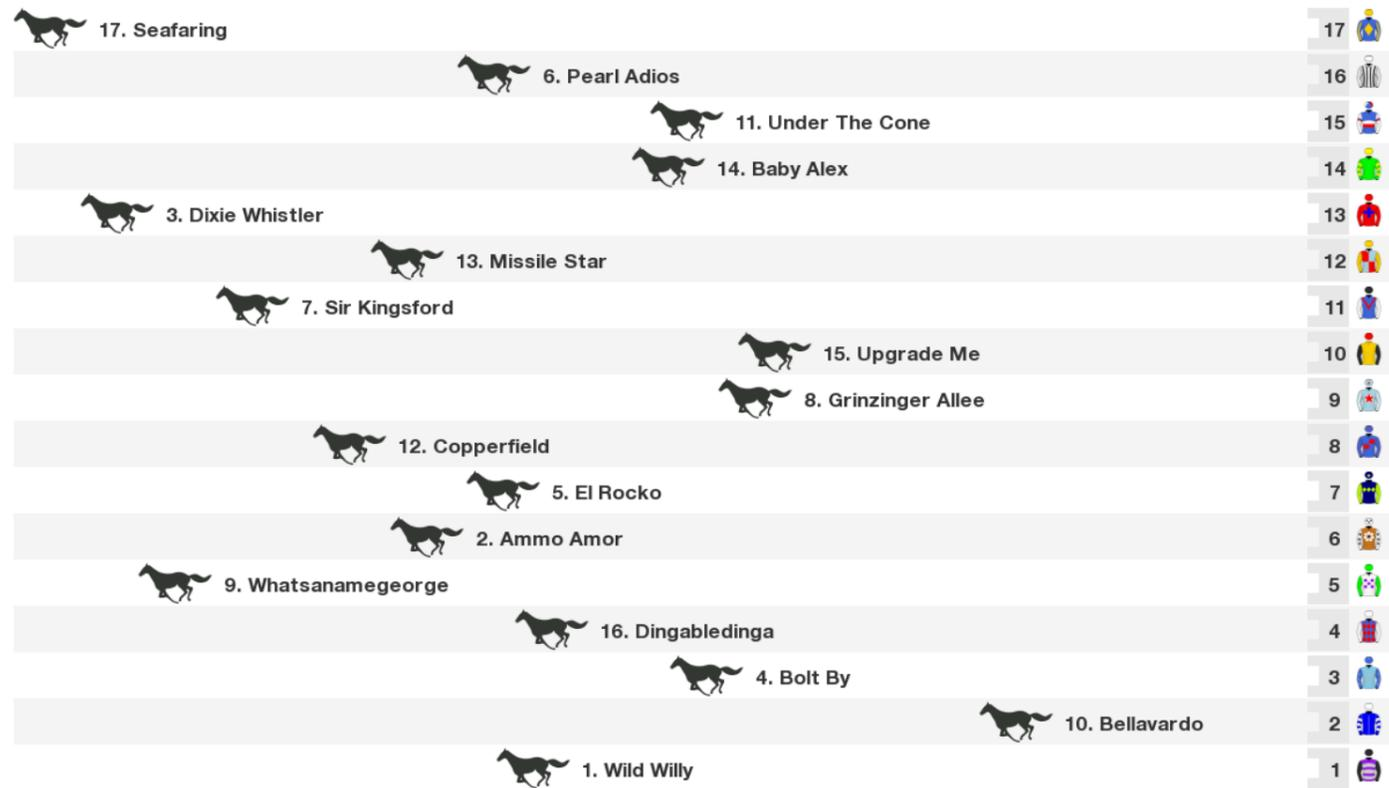 17. Seafaring 17
6. Pearl Adios 16
11. Under The Cone 15
14. Baby Alex 14
3. Dixie Whistler 13
13. Missile Star 12
7. Sir Kingsford 11
15. Upgrade Me 10
8. Grinzinger Allee 9
12. Copperfield 8
5. El Rocko 7
2. Ammo Amor 6
9. Whatsanamegeorge 5
16. Dingabledinga 4
4. Bolt By 3
10. Bellavardo 2
1. Wild Willy 1